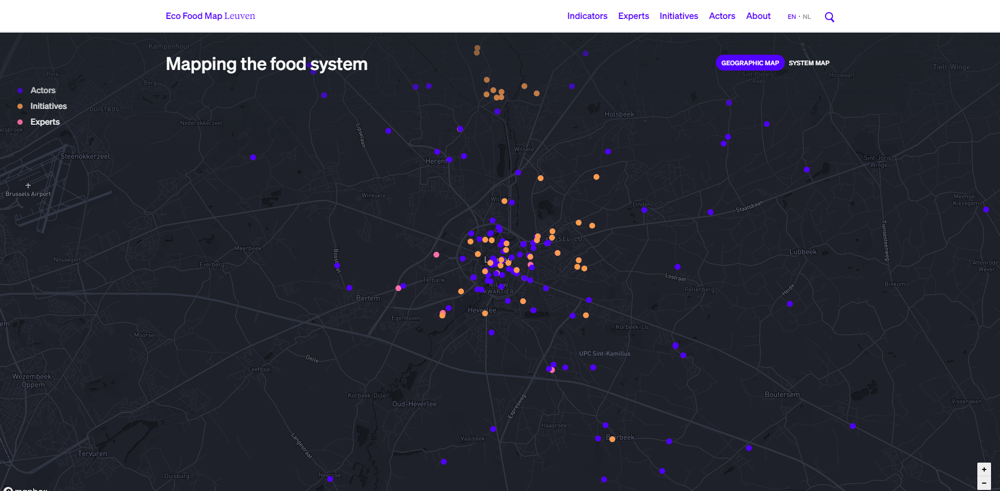 Eco Food Map Leuven
Indicators
Experts
Initiatives
Actors
About
EN · NL
Mapping the food system
GEOGRAPHIC MAP
SYSTEM MAP
Actors
Initiatives
Experts
Kampenhout
Perk
Berg
DUISTBOS
Nederokkerzeel
elsbroek
Steenokkerzeel
Brussels Airport
Lipselaan
Herent
Wilsele
Holsbeek
Sint-Pieters-
Rode
Rijksw
Houwaart
Tielt-Winge
Sint-Joris-
Winge
Meensel-
Kiezegem
Winksele
Linden
Staatsbaan
Tiensesteenweg
KESSEL-LO
Meerbeek
Nossegem
Everberg
Lubbeek
Attenrode-
Wever
Terbank
NIEUW
KWARTIER
Lostraat
Pellenberg
Heide
Binkom
Bertem
Egenhoven
Heverlee
Korbeek-Lo
em
Moorsel
UPC Sint-Kamillus
Delle
Leefdaal
Wezembeek-
Oppem
Korbeek-Dijle
Oud-Heverlee
Expresweg
Boutersem
Vissenaken
Haasrode
Vaalbeek
Bierbeek
Langestraat
Tervuren
Duisburg
Neerijse
mapbox
+
−